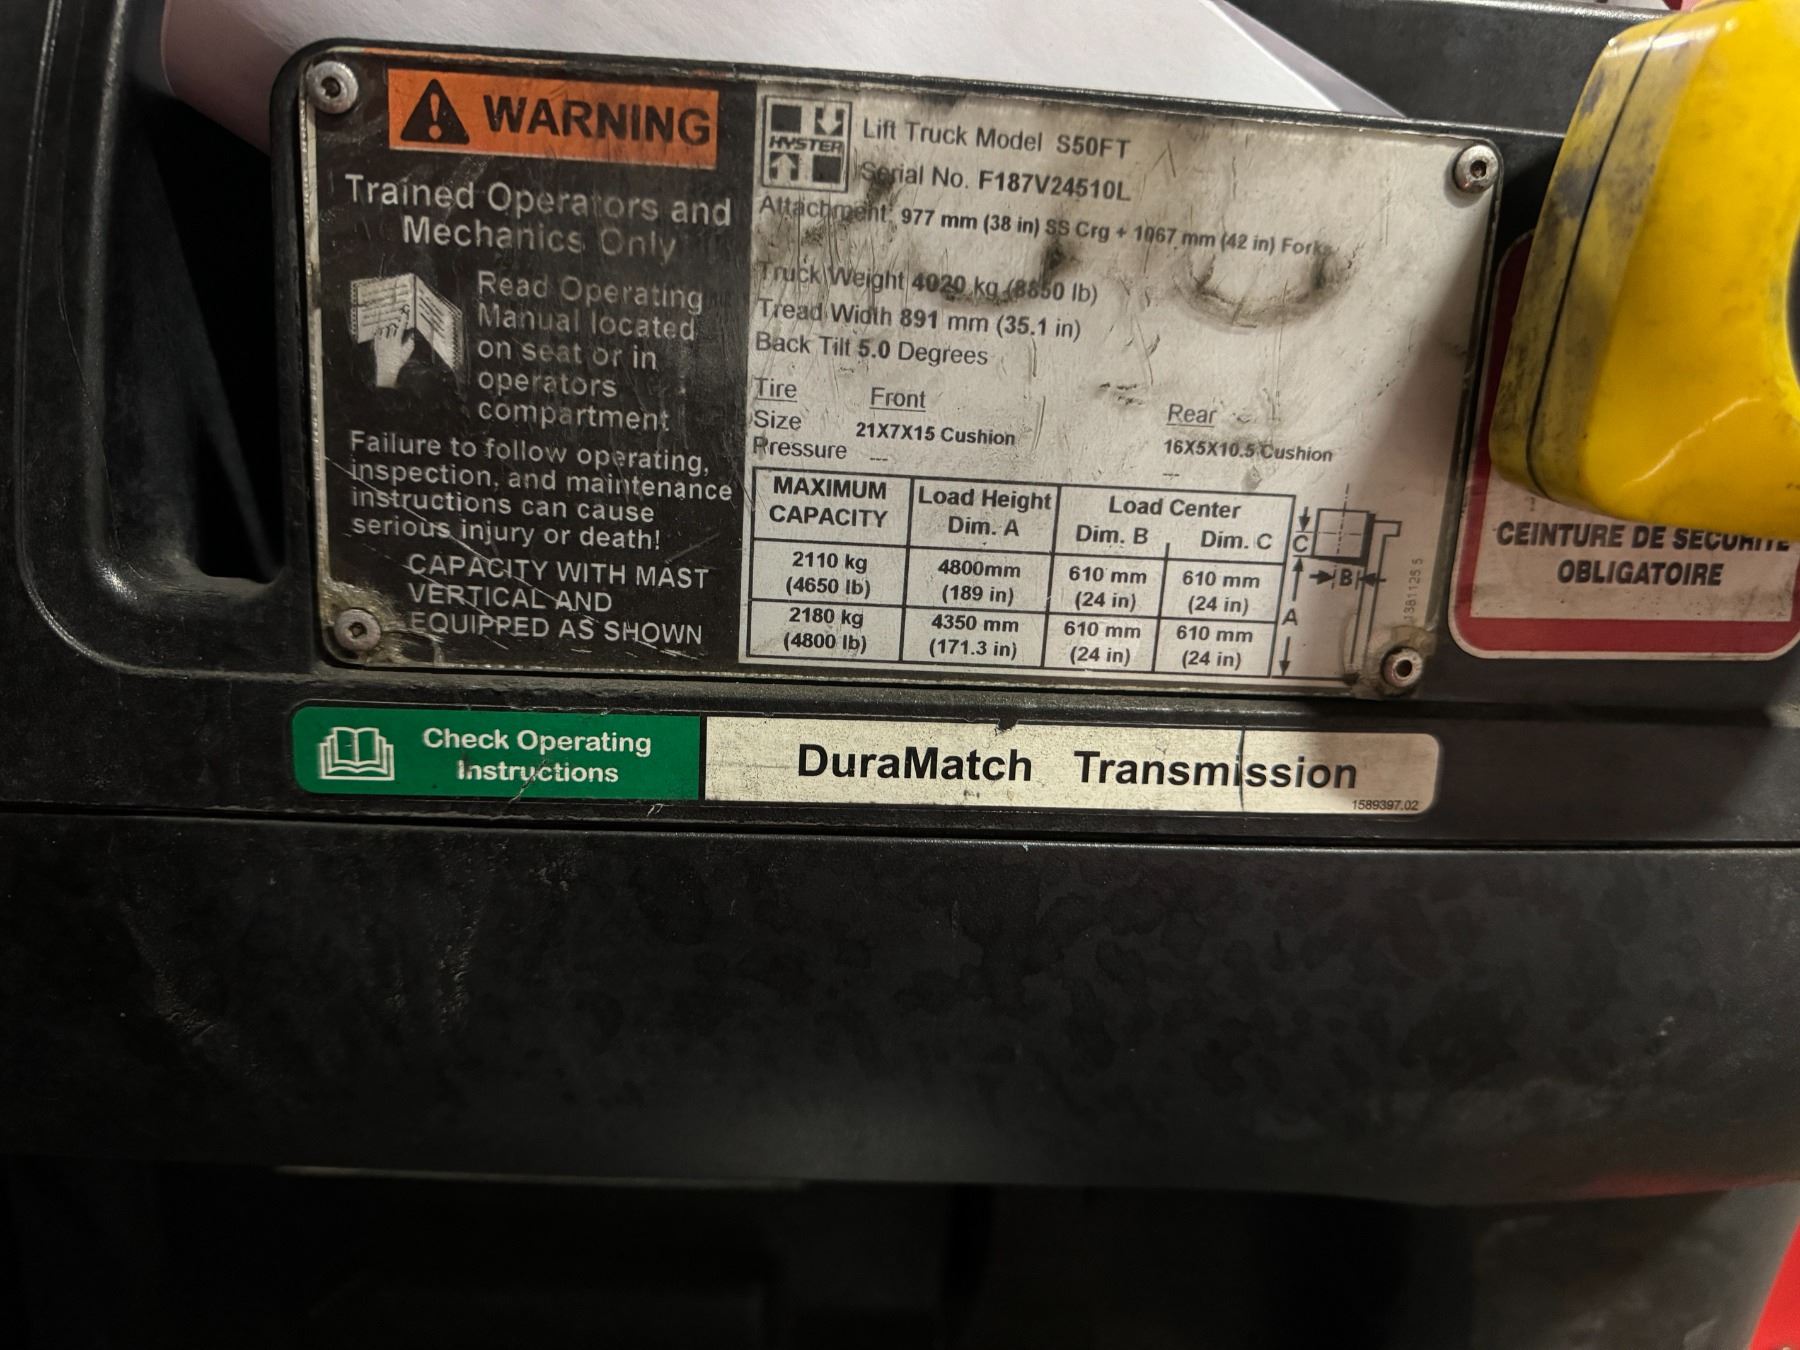 WARNING
Trained Operators and
Mechanics Only
Read Operating
Manual located
on seat or in
operators
compartment
Failure to follow operating,
inspection, and maintenance
instructions can cause
serious injury or death!
CAPACITY WITH MAST
VERTICAL AND
EQUIPPED AS SHOWN
HYSTER
Lift Truck Model S50FT
Serial No. F187V24510L
Attachment: 977 mm (38 in) SS Crg + 1067 mm (42 in) Forks
Truck Weight 4020 kg (8850 lb)
Tread Width 891 mm (35.1 in)
Back Tilt 5.0 Degrees
Tire Front Rear
Size 21X7X15 Cushion 16X5X10.5 Cushion
Pressure --- ---
MAXIMUM CAPACITY Load Height Dim. A Load Center Dim. B Dim. C
2110 kg 4800mm 610 mm 610 mm
(4650 lb) (189 in) (24 in) (24 in)
2180 kg 4350 mm 610 mm 610 mm
(4800 lb) (171.3 in) (24 in) (24 in)
C
B
A
CEINTURE DE SÉCURITÉ
OBLIGATOIRE
Check Operating
Instructions
DuraMatch Transmission
1589397.02